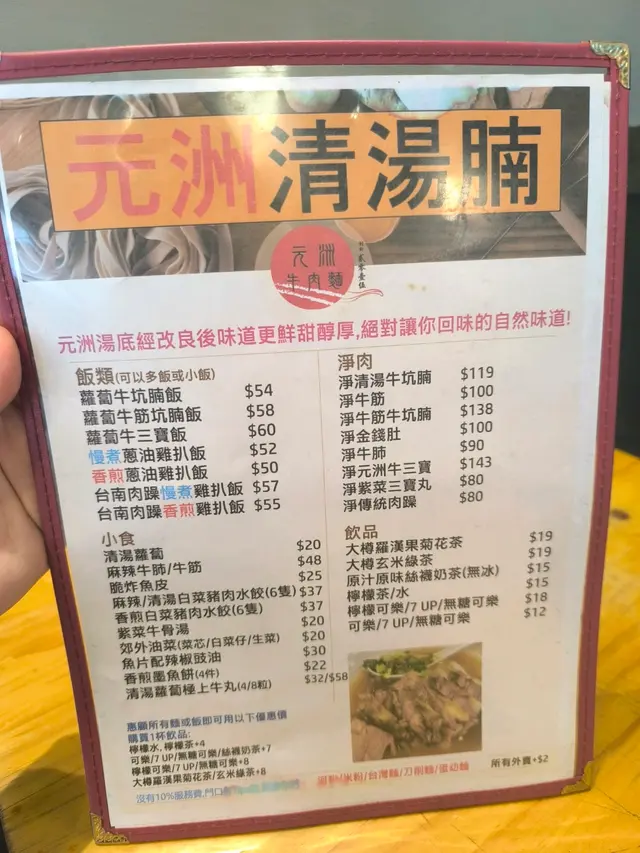 元洲清湯腩
元洲
牛肉麵
元洲湯底經改良後味道更鮮甜醇厚,絕對讓你回味的自然味道!
飯類(可以多飯或小飯)
蘿蔔牛坑腩飯 $54
蘿蔔牛筋坑腩飯 $58
蘿蔔牛三寶飯 $60
慢煮蔥油雞扒飯 $52
香煎蔥油雞扒飯 $50
台南肉躁慢煮雞扒飯 $57
台南肉躁香煎雞扒飯 $55
淨肉
淨清湯牛坑腩 $119
淨牛筋 $100
淨牛筋牛坑腩 $138
淨金錢肚 $100
淨牛肺 $90
淨元洲牛三寶 $143
淨紫菜三寶丸 $80
淨傳統肉躁 $80
小食
清湯蘿蔔 $20
麻辣牛肺/牛筋 $48
脆炸魚皮 $25
麻辣/清湯白菜豬肉水餃(6隻) $37
香煎白菜豬肉水餃(6隻) $37
紫菜牛骨湯 $20
郊外油菜(菜芯/白菜仔/生菜) $20
魚片配辣椒豉油 $30
香煎墨魚餅(4件) $22
清湯蘿蔔極上牛丸(4/8粒) $32/$58
飲品
大樽羅漢果菊花茶 $19
大樽玄米綠茶 $19
原汁原味絲襪奶茶(無冰) $15
檸檬茶/水 $15
檸檬可樂/7 UP/無糖可樂 $18
可樂/7 UP/無糖可樂 $12
惠顧所有麵或飯即可用以下優惠價
購買1杯飲品:
檸檬水, 檸檬茶+4
可樂/7 UP/無糖可樂/絲襪奶茶+7
檸檬可樂/7 UP/無糖可樂+8
大樽羅漢果菊花茶/玄米綠茶+8
沒有10%服務費,門口
米粉/台灣麵/刀削麵/蛋幼麵
所有外賣+$2